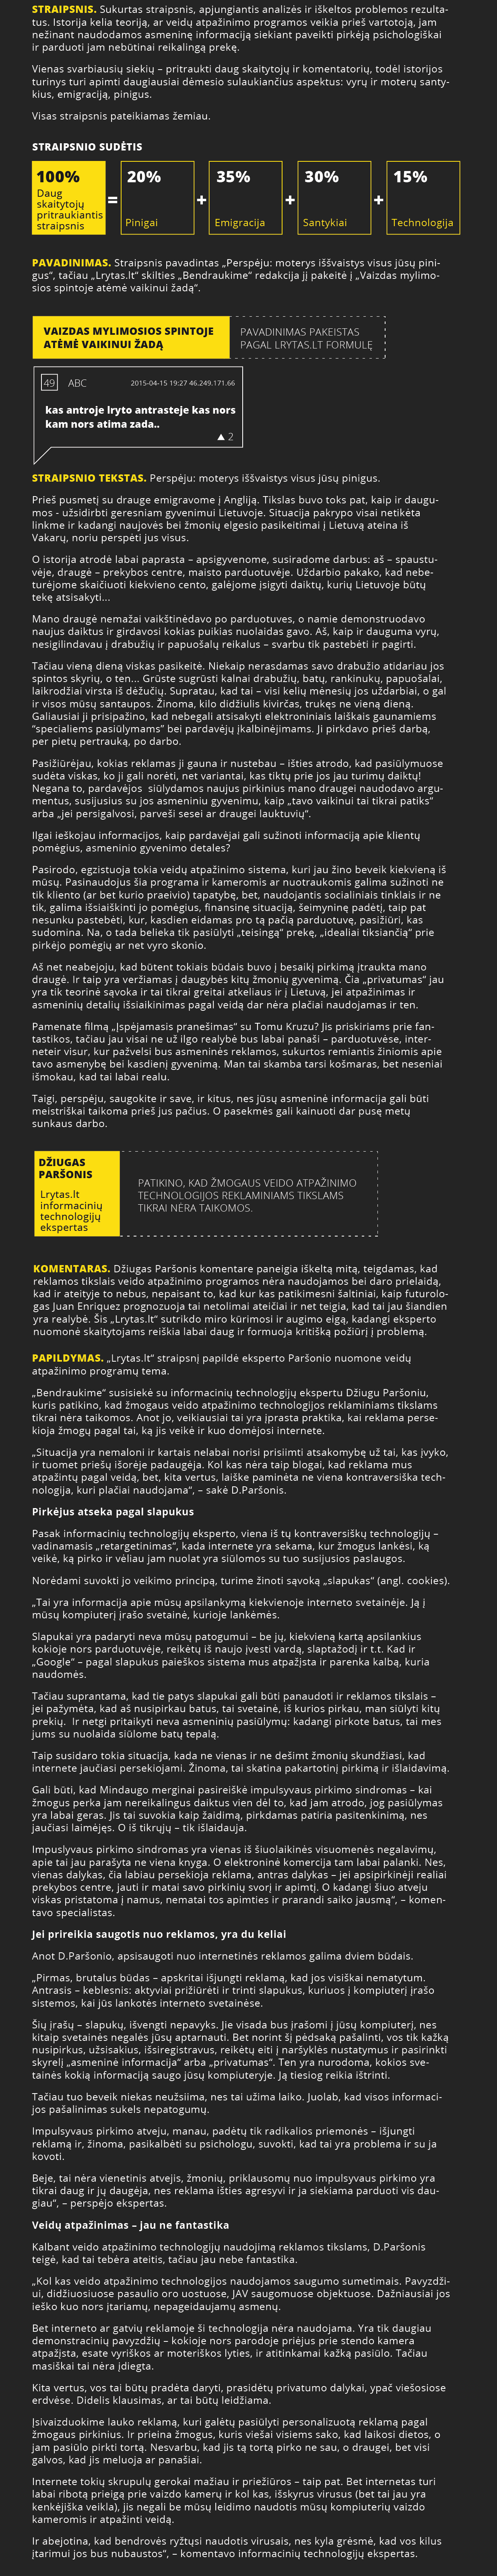 STRAIPSNIS. Sukurtas straipsnis, apjungiantis analizės ir iškeltos problemos rezulta-
tus. Istorija kelia teoriją, ar veidų atpažinimo programos veikia prieš vartotoją, jam
nežinant naudodamos asmeninę informaciją siekiant paveikti pirkėją psichologiškai
ir parduoti jam nebūtinai reikalingą prekę.
Vienas svarbiausių siekių – pritraukti daug skaitytojų ir komentatorių, todėl istorijos
turinys turi apimti daugiausiai dėmesio sulaukiančius aspektus: vyrų ir moterų santy-
kius, emigraciją, pinigus.
Visas straipsnis pateikiamas žemiau.
STRAIPSNIO SUDĖTIS
100%
Daug
skaitytojų
pritraukiantis
straipsnis
=
20%
Pinigai
+
35%
Emigracija
+
30%
Santykiai
+
15%
Technologija
PAVADINIMAS. Straipsnis pavadintas „Perspėju: moterys iššvaistys visus jūsų pini-
gus“, tačiau „Lrytas.lt“ skilties „Bendraukime“ redakcija jį pakeitė į „Vaizdas mylimo-
sios spintoje atėmė vaikinui žadą“.
VAIZDAS MYLIMOSIOS SPINTOJE
ATĖMĖ VAIKINUI ŽADĄ
PAVADINIMAS PAKEISTAS
PAGAL LRYTAS.LT FORMULĘ
49 ABC 2015-04-15 19:27 46.249.171.66
kas antroje lryto antrasteje kas nors
kam nors atima zada..
▲ 2
STRAIPSNIO TEKSTAS. Perspėju: moterys iššvaistys visus jūsų pinigus.
Prieš pusmetį su drauge emigravome į Angliją. Tikslas buvo toks pat, kaip ir daugu-
mos - užsidirbti geresniam gyvenimui Lietuvoje. Situacija pakrypo visai netikėta
linkme ir kadangi naujovės bei žmonių elgesio pasikeitimai į Lietuvą ateina iš
Vakarų, noriu perspėti jus visus.
O istorija atrodė labai paprasta – apsigyvenome, susiradome darbus: aš – spaustu-
vėje, draugė – prekybos centre, maisto parduotuvėje. Uždarbio pakako, kad nebe-
turėjome skaičiuoti kiekvieno cento, galėjome įsigyti daiktų, kurių Lietuvoje būtų
tekę atsisakyti...
Mano draugė nemažai vaikštinėdavo po parduotuves, o namie demonstruodavo
naujus daiktus ir girdavosi kokias puikias nuolaidas gavo. Aš, kaip ir dauguma vyrų,
nesigilindavau į drabužių ir papuošalų reikalus – svarbu tik pastebėti ir pagirti.
Tačiau vieną dieną viskas pasikeitė. Niekaip nerasdamas savo drabužio atidariau jos
spintos skyrių, o ten... Grūste sugrūsti kalnai drabužių, batų, rankinukų, papuošalai,
laikrodžiai virsta iš dėžučių. Supratau, kad tai – visi kelių mėnesių jos uždarbiai, o gal
ir visos mūsų santaupos. Žinoma, kilo didžiulis kivirčas, trukęs ne vieną dieną.
Galiausiai ji prisipažino, kad nebegali atsisakyti elektroniniais laiškais gaunamiems
“specialiems pasiūlymams” bei pardavėjų įkalbinėjimams. Ji pirkdavo prieš darbą,
per pietų pertrauką, po darbo.
Pasižiūrėjau, kokias reklamas ji gauna ir nustebau – išties atrodo, kad pasiūlymuose
sudėta viskas, ko ji gali norėti, net variantai, kas tiktų prie jos jau turimų daiktų!
Negana to, pardavėjos siūlydamos naujus pirkinius mano draugei naudodavo argu-
mentus, susijusius su jos asmeniniu gyvenimu, kaip „tavo vaikinui tai tikrai patiks“
arba „jei persigalvosi, parveši sesei ar draugei lauktuvių“.
Ilgai ieškojau informacijos, kaip pardavėjai gali sužinoti informaciją apie klientų
pomėgius, asmeninio gyvenimo detales?
Pasirodo, egzistuoja tokia veidų atpažinimo sistema, kuri jau žino beveik kiekvieną iš
mūsų. Pasinaudojus šia programa ir kameromis ar nuotraukomis galima sužinoti ne
tik kliento (ar bet kurio praeivio) tapatybę, bet, naudojantis socialiniais tinklais ir ne
tik, galima išsiaiškinti jo pomėgius, finansinę situaciją, šeimyninę padėtį, taip pat
nesunku pastebėti, kur, kasdien eidamas pro tą pačią parduotuvę, pasižiūri, kas
sudomina. Na, o tada belieka tik pasiūlyti „teisingą“ prekę, „idealiai tiksiančią“ prie
pirkėjo pomėgių ar net vyro skonio.
Aš net neabejoju, kad būtent tokiais būdais buvo į besaikį pirkimą įtraukta mano
draugė. Ir taip yra veržiamas į daugybės kitų žmonių gyvenimą. Čia „privatumas“ jau
yra tik teorinė sąvoka ir tai tikrai greitai atkeliaus ir į Lietuvą, jei atpažinimas ir
asmeninių detalių išsiaikinimas pagal veidą dar nėra plačiai naudojamas ir ten.
Pamenate filmą „Įspėjamasis pranešimas“ su Tomu Kruzu? Jis priskiriams prie fan-
tastikos, tačiau jau visai ne už ilgo realybė bus labai panaši – parduotuvėse, inter-
neteir visur, kur pažvelsi bus asmeninės reklamos, sukurtos remiantis žiniomis apie
tavo asmenybę bei kasdienį gyvenimą. Man tai skamba tarsi košmaras, bet neseniai
išmokau, kad tai labai realu.
Taigi, perspėju, saugokite ir save, ir kitus, nes jūsų asmeninė informacija gali būti
meistriškai taikoma prieš jus pačius. O pasekmės gali kainuoti dar pusę metų
sunkaus darbo.
DŽIUGAS
PARŠONIS
Lrytas.lt
informacinių
technologijų
ekspertas
PATIKINO, KAD ŽMOGAUS VEIDO ATPAŽINIMO
TECHNOLOGIJOS REKLAMINIAMS TIKSLAMS
TIKRAI NĖRA TAIKOMOS.
KOMENTARAS. Džiugas Paršonis komentare paneigia iškeltą mitą, teigdamas, kad
reklamos tikslais veido atpažinimo programos nėra naudojamos bei daro prielaidą,
kad ir ateityje to nebus, nepaisant to, kad kur kas patikimesni šaltiniai, kaip futurolo-
gas Juan Enriquez prognozuoja tai netolimai ateičiai ir net teigia, kad tai jau šiandien
yra realybė. Šis „Lrytas.lt“ sutrikdo miro kūrimosi ir augimo eigą, kadangi eksperto
nuomonė skaitytojams reiškia labai daug ir formuoja kritišką požiūrį į problemą.
PAPILDYMAS. „Lrytas.lt“ straipsnį papildė eksperto Paršonio nuomone veidų
atpažinimo programų tema.
„Bendraukime“ susisiekė su informacinių technologijų ekspertu Džiugu Paršoniu,
kuris patikino, kad žmogaus veido atpažinimo technologijos reklaminiams tikslams
tikrai nėra taikomos. Anot jo, veikiausiai tai yra įprasta praktika, kai reklama perse-
kioja žmogų pagal tai, ką jis veikė ir kuo domėjosi internete.
„Situacija yra nemaloni ir kartais nelabai norisi prisiimti atsakomybę už tai, kas įvyko,
ir tuomet priešų išorėje padaugėja. Kol kas nėra taip blogai, kad reklama mus
atpažintų pagal veidą, bet, kita vertus, laiške paminėta ne viena kontraversiška tech-
nologija, kuri plačiai naudojama“, – sakė D.Paršonis.
Pirkėjus atseka pagal slapukus
Pasak informacinių technologijų eksperto, viena iš tų kontraversiškų technologijų –
vadinamasis „retargetinimas“, kada internete yra sekama, kur žmogus lankėsi, ką
veikė, ką pirko ir vėliau jam nuolat yra siūlomos su tuo susijusios paslaugos.
Norėdami suvokti jo veikimo principą, turime žinoti sąvoką „slapukas“ (angl. cookies).
„Tai yra informacija apie mūsų apsilankymą kiekvienoje interneto svetainėje. Ją į
mūsų kompiuterį įrašo svetainė, kurioje lankėmės.
Slapukai yra padaryti neva mūsų patogumui – be jų, kiekvieną kartą apsilankius
kokioje nors parduotuvėje, reikėtų iš naujo įvesti vardą, slaptažodį ir t.t. Kad ir
„Google“ – pagal slapukus paieškos sistema mus atpažįsta ir parenka kalbą, kuria
naudomės.
Tačiau suprantama, kad tie patys slapukai gali būti panaudoti ir reklamos tikslais –
jei pažymėta, kad aš nusipirkau batus, tai svetainė, iš kurios pirkau, man siūlyti kitų
prekių. Ir netgi pritaikyti neva asmeninių pasiūlymų: kadangi pirkote batus, tai mes
jums su nuolaida siūlome batų tepalą.
Taip susidaro tokia situacija, kada ne vienas ir ne dešimt žmonių skundžiasi, kad
internete jaučiasi persekiojami. Žinoma, tai skatina pakartotinį pirkimą ir išlaidavimą.
Gali būti, kad Mindaugo merginai pasireiškė impulsyvaus pirkimo sindromas – kai
žmogus perka jam nereikalingus daiktus vien dėl to, kad jam atrodo, jog pasiūlymas
yra labai geras. Jis tai suvokia kaip žaidimą, pirkdamas patiria pasitenkinimą, nes
jaučiasi laimėjęs. O iš tikrųjų – tik išlaidauja.
Impuslyvaus pirkimo sindromas yra vienas iš šiuolaikinės visuomenės negalavimų,
apie tai jau parašyta ne viena knyga. O elektroninė komercija tam labai palanki. Nes,
vienas dalykas, čia labiau persekioja reklama, antras dalykas – jei apsipirkinėji realiai
prekybos centre, jauti ir matai savo pirkinių svorį ir apimtį. O kadangi šiuo atveju
viskas pristatoma į namus, nematai tos apimties ir prarandi saiko jausmą“, – komen-
tavo specialistas.
Jei prireikia saugotis nuo reklamos, yra du keliai
Anot D.Paršonio, apsisaugoti nuo internetinės reklamos galima dviem būdais.
„Pirmas, brutalus būdas – apskritai išjungti reklamą, kad jos visiškai nematytum.
Antrasis – keblesnis: aktyviai prižiūrėti ir trinti slapukus, kuriuos į kompiuterį įrašo
sistemos, kai jūs lankotės interneto svetainėse.
Šių įrašų – slapukų, išvengti nepavyks. Jie visada bus įrašomi į jūsų kompiuterį, nes
kitaip svetainės negalės jūsų aptarnauti. Bet norint šį pėdsaką pašalinti, vos tik kažką
nusipirkus, užsisakius, išsiregistravus, reikėtų eiti į naršyklės nustatymus ir pasirinkti
skyrelį „asmeninė informacija“ arba „privatumas“. Ten yra nurodoma, kokios sve-
tainės kokią informaciją saugo jūsų kompiuteryje. Ją tiesiog reikia ištrinti.
Tačiau tuo beveik niekas neužsiima, nes tai užima laiko. Juolab, kad visos informaci-
jos pašalinimas sukels nepatogumų.
Impulsyvaus pirkimo atveju, manau, padėtų tik radikalios priemonės – išjungti
reklamą ir, žinoma, pasikalbėti su psichologu, suvokti, kad tai yra problema ir su ja
kovoti.
Beje, tai nėra vienetinis atvejis, žmonių, priklausomų nuo impulsyvaus pirkimo yra
tikrai daug ir jų daugėja, nes reklama išties agresyvi ir ja siekiama parduoti vis dau-
giau“, – perspėjo ekspertas.
Veidų atpažinimas – jau ne fantastika
Kalbant veido atpažinimo technologijų naudojimą reklamos tikslams, D.Paršonis
teigė, kad tai tebėra ateitis, tačiau jau nebe fantastika.
„Kol kas veido atpažinimo technologijos naudojamos saugumo sumetimais. Pavyzdži-
ui, didžiuosiuose pasaulio oro uostuose, JAV saugomuose objektuose. Dažniausiai jos
ieško kuo nors įtariamų, nepageidaujamų asmenų.
Bet interneto ar gatvių reklamoje ši technologija nėra naudojama. Yra tik daugiau
demonstracinių pavyzdžių – kokioje nors parodoje priėjus prie stendo kamera
atpažįsta, esate vyriškos ar moteriškos lyties, ir atitinkamai kažką pasiūlo. Tačiau
masiškai tai nėra įdiegta.
Kita vertus, vos tai būtų pradėta daryti, prasidėtų privatumo dalykai, ypač viešosiose
erdvėse. Didelis klausimas, ar tai būtų leidžiama.
Įsivaizduokime lauko reklamą, kuri galėtų pasiūlyti personalizuotą reklamą pagal
žmogaus pirkinius. Ir prieina žmogus, kuris viešai visiems sako, kad laikosi dietos, o
jam pasiūlo pirkti tortą. Nesvarbu, kad jis tą tortą pirko ne sau, o draugei, bet visi
galvos, kad jis meluoja ar panašiai.
Internete tokių skrupulų gerokai mažiau ir priežiūros – taip pat. Bet internetas turi
labai ribotą prieigą prie vaizdo kamerų ir kol kas, išskyrus virusus (bet tai jau yra
kenkėjiška veikla), jis negali be mūsų leidimo naudotis mūsų kompiuterių vaizdo
kameromis ir atpažinti veidą.
Ir abejotina, kad bendrovės ryžtųsi naudotis virusais, nes kyla grėsmė, kad vos kilus
įtarimui jos bus nubaustos“, – komentavo informacinių technologijų ekspertas.